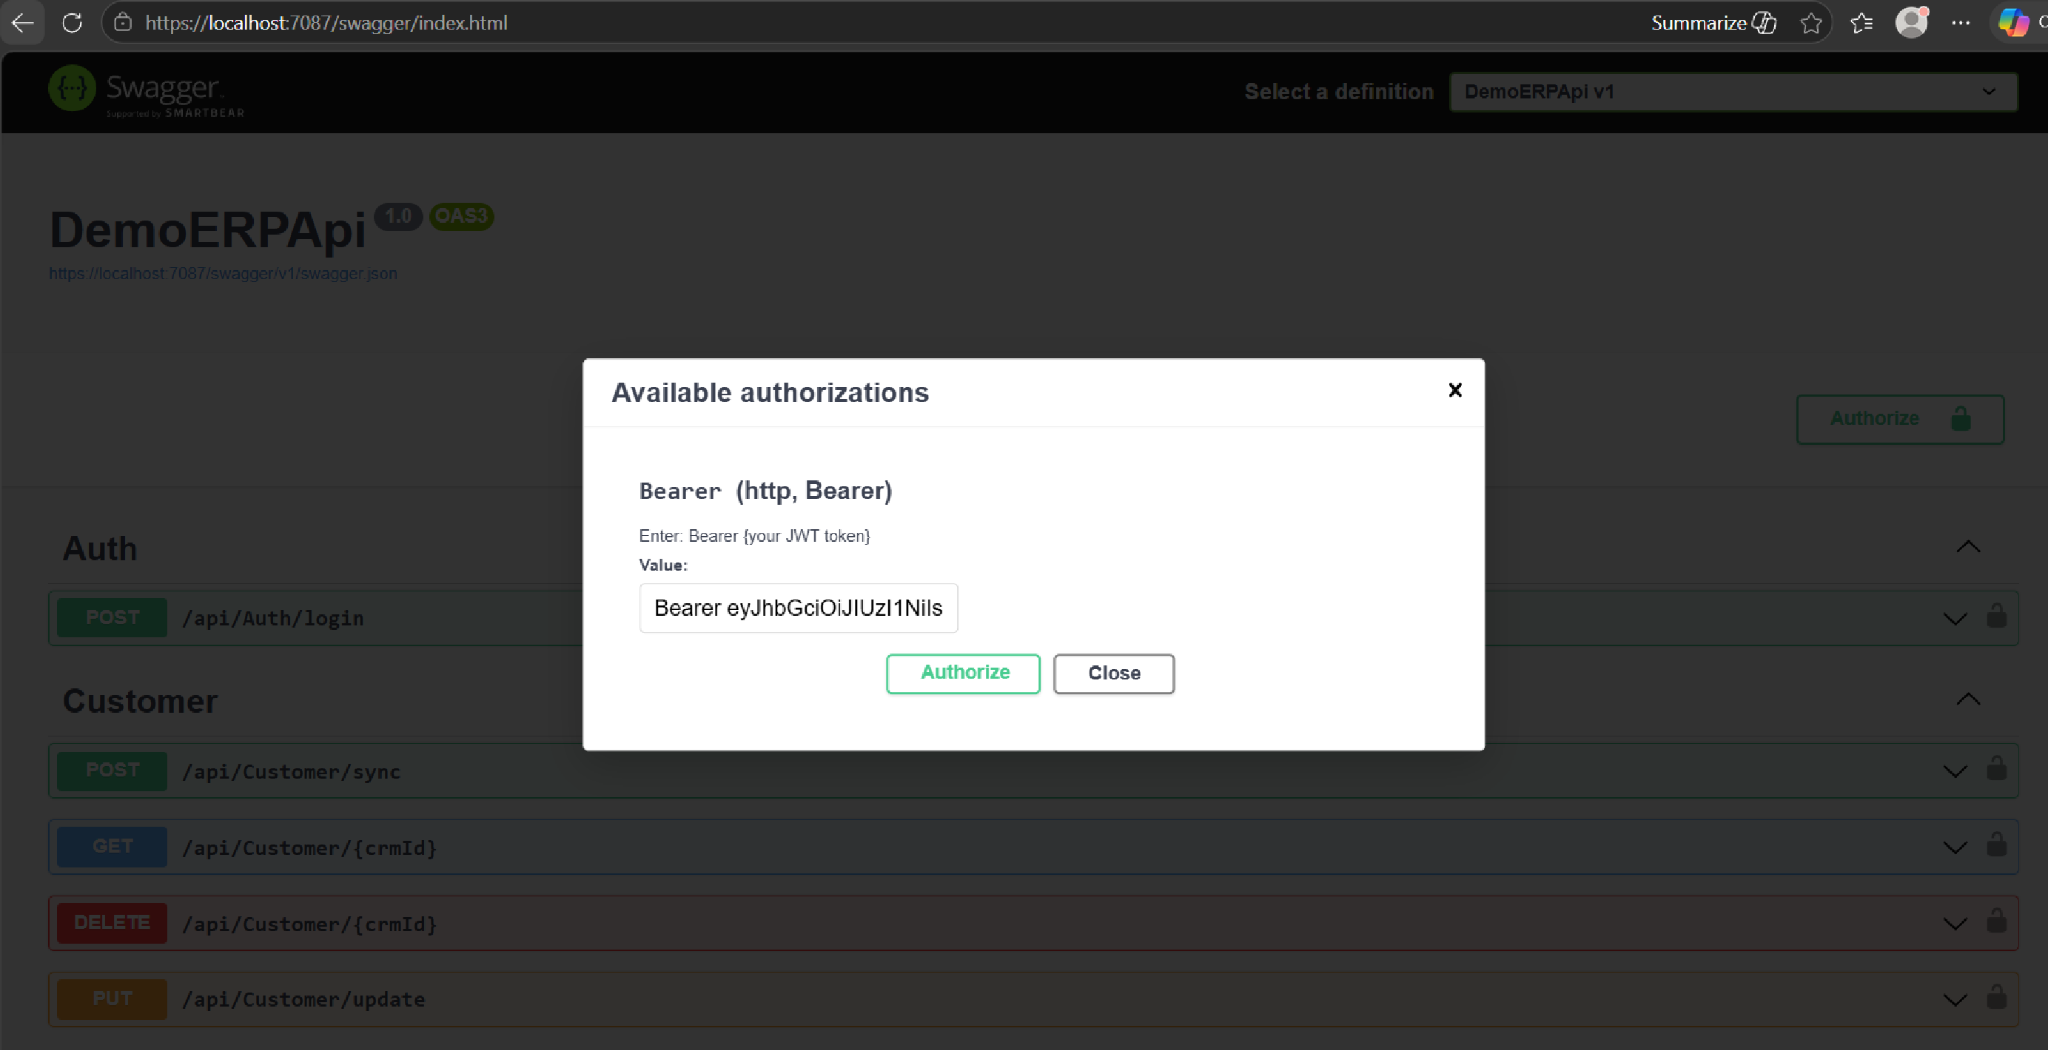 https://localhost:7087/swagger/index.html
Summarize
Swagger
Supported by SMARTBEAR
Select a definition
DemoERPApi v1
DemoERPApi 1.0 OAS3
https://localhost:7087/swagger/v1/swagger.json
Authorize
Available authorizations
Bearer (http, Bearer)
Enter: Bearer {your JWT token}
Value:
Bearer eyJhbGciOiJIUzI1NiIs
Authorize
Close
Auth
POST /api/Auth/login
Customer
POST /api/Customer/sync
GET /api/Customer/{crmId}
DELETE /api/Customer/{crmId}
PUT /api/Customer/update